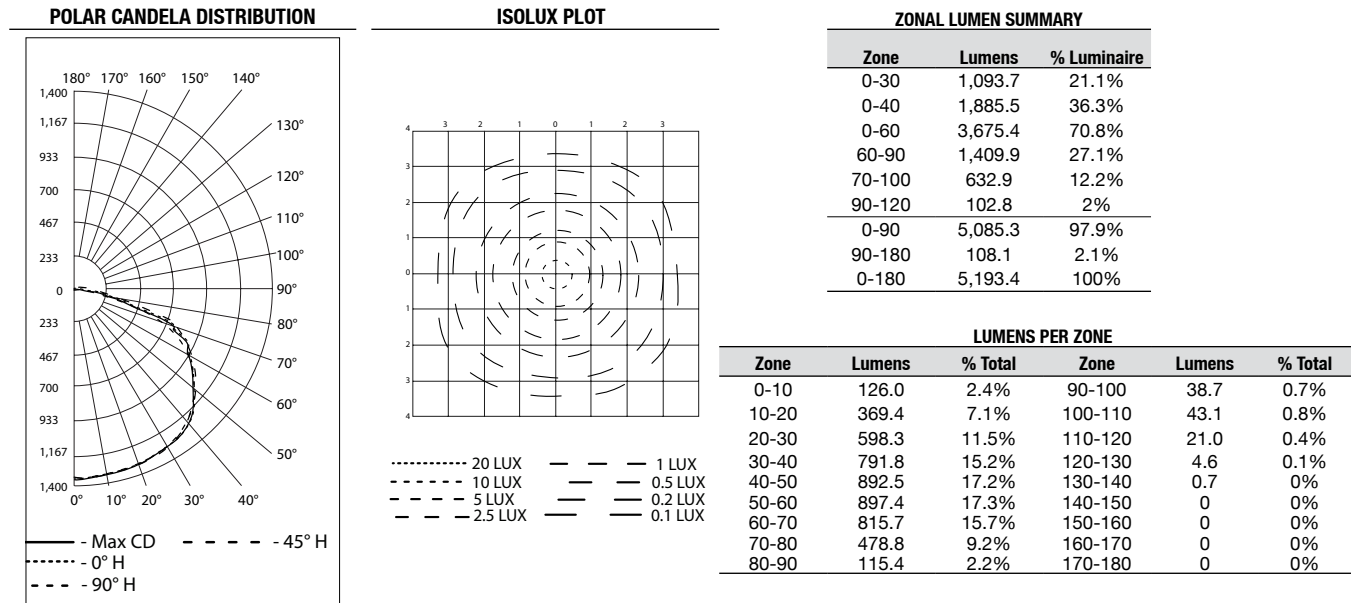 POLAR CANDELA DISTRIBUTION
180° 170° 160° 150° 140°
1,400
1,167
933
700
467
233
0
233
467
700
933
1,167
1,400
130°
120°
110°
100°
90°
80°
70°
60°
50°
0° 10° 20° 30° 40°
- Max CD - 45° H
- 0° H
- 90° H
ISOLUX PLOT
4 3 2 1 0 1 2 3
3
2
1
0
1
2
3
4
20 LUX 1 LUX
10 LUX 0.5 LUX
5 LUX 0.2 LUX
2.5 LUX 0.1 LUX
ZONAL LUMEN SUMMARY
Zone Lumens % Luminaire
0-30 1,093.7 21.1%
0-40 1,885.5 36.3%
0-60 3,675.4 70.8%
60-90 1,409.9 27.1%
70-100 632.9 12.2%
90-120 102.8 2%
0-90 5,085.3 97.9%
90-180 108.1 2.1%
0-180 5,193.4 100%
LUMENS PER ZONE
Zone Lumens % Total Zone Lumens % Total
0-10 126.0 2.4% 90-100 38.7 0.7%
10-20 369.4 7.1% 100-110 43.1 0.8%
20-30 598.3 11.5% 110-120 21.0 0.4%
30-40 791.8 15.2% 120-130 4.6 0.1%
40-50 892.5 17.2% 130-140 0.7 0%
50-60 897.4 17.3% 140-150 0 0%
60-70 815.7 15.7% 150-160 0 0%
70-80 478.8 9.2% 160-170 0 0%
80-90 115.4 2.2% 170-180 0 0%